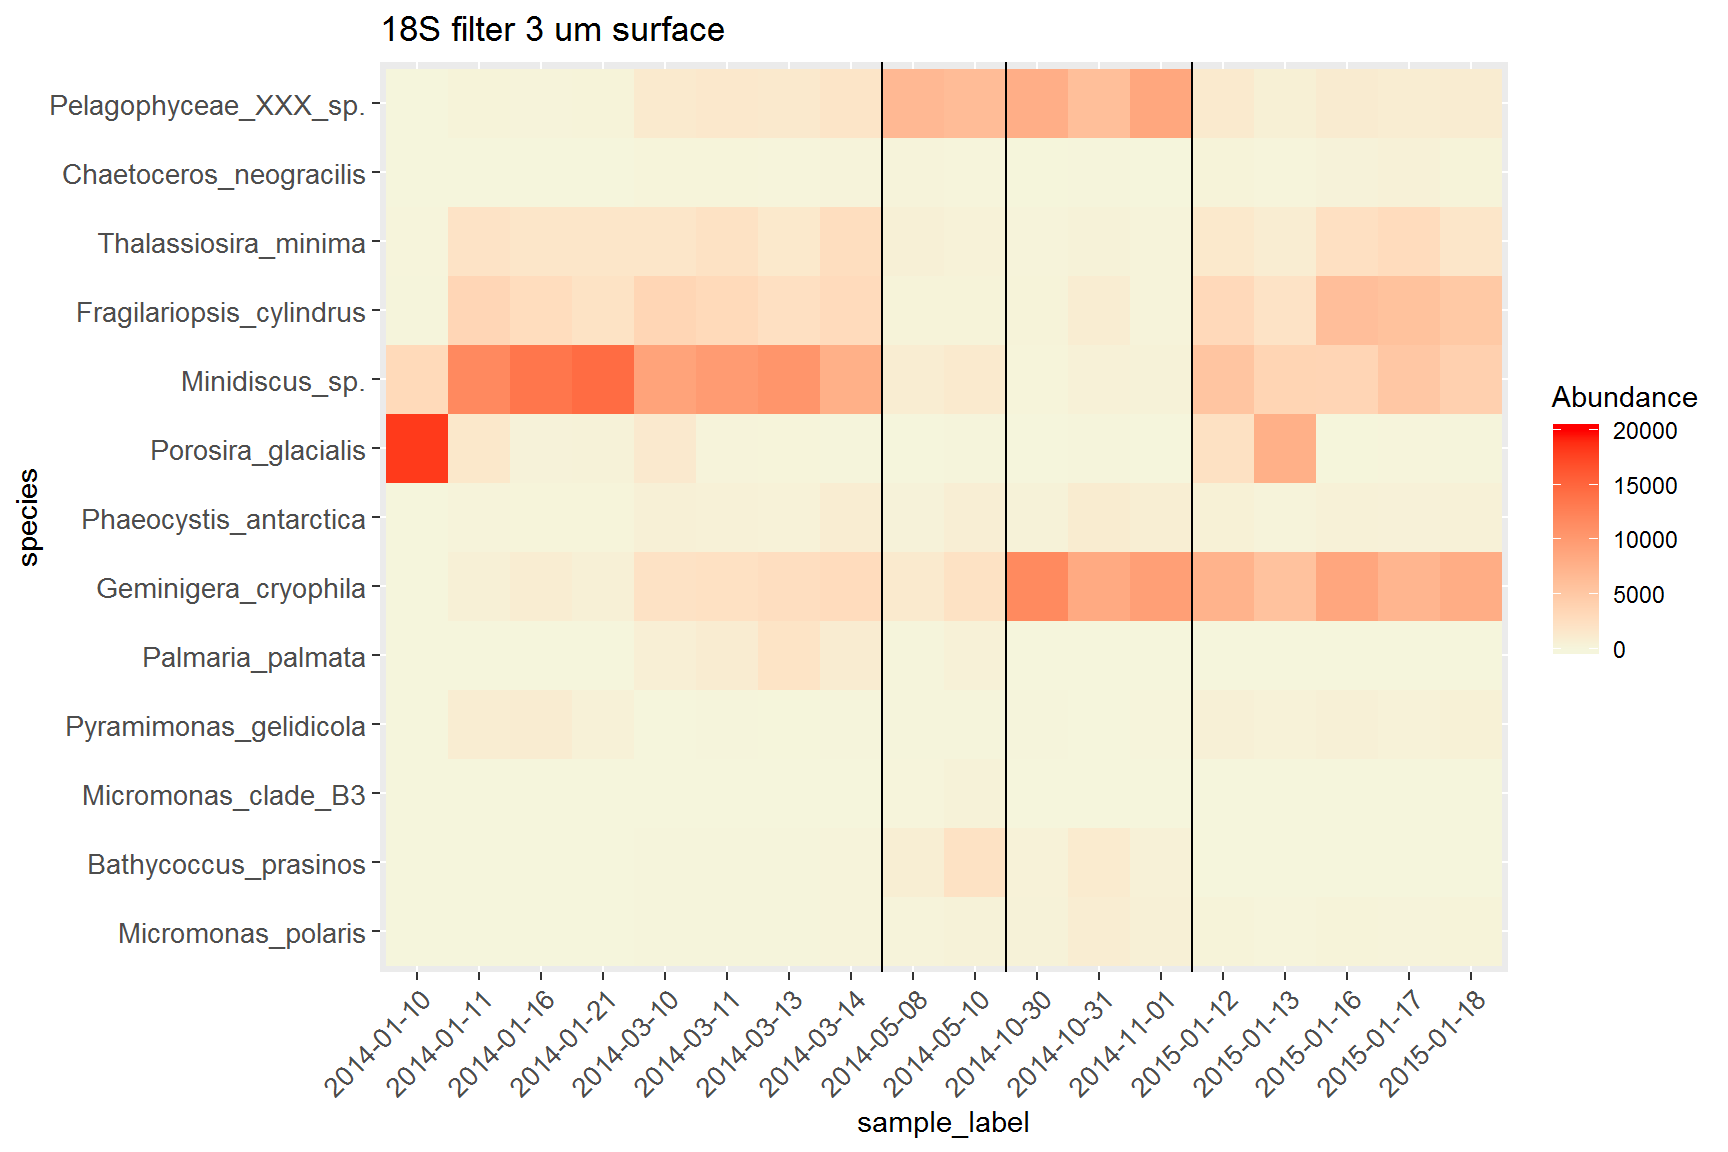 18S filter 3 um surface
species
Pelagophyceae_XXX_sp.
Chaetoceros_neogracilis
Thalassiosira_minima
Fragilariopsis_cylindrus
Minidiscus_sp.
Porosira_glacialis
Phaeocystis_antarctica
Geminigera_cryophila
Palmaria_palmata
Pyramimonas_gelidicola
Micromonas_clade_B3
Bathycoccus_prasinos
Micromonas_polaris
2014-01-10
2014-01-11
2014-01-16
2014-01-21
2014-03-10
2014-03-11
2014-03-13
2014-03-14
2014-05-08
2014-05-10
2014-10-30
2014-10-31
2014-11-01
2015-01-12
2015-01-13
2015-01-16
2015-01-17
2015-01-18
sample_label
Abundance
20000
15000
10000
5000
0